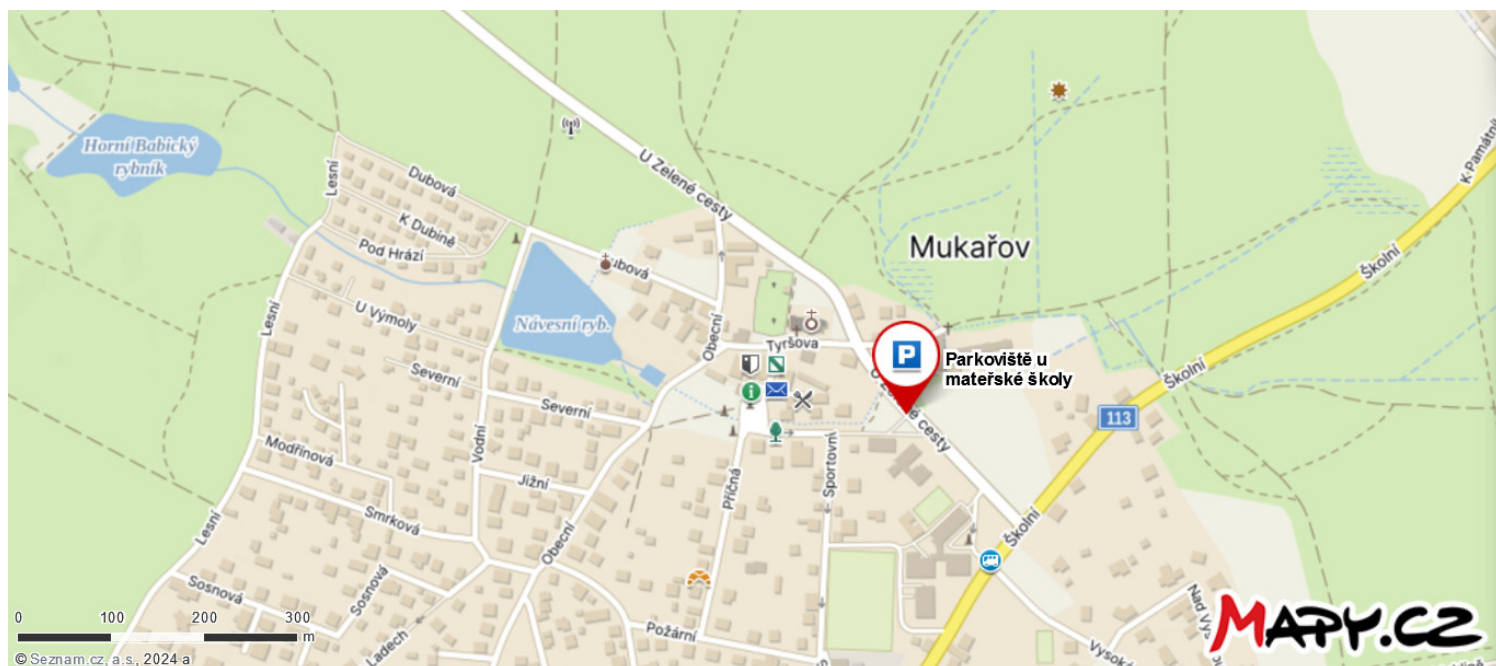 Horní Babický
rybník
Lesní
Dubová
K Dubině
Pod Hrází
U Zelené cesty
Mukařov
K-Památní
Školní
Lesní
U Výmoly
Návesní ryb.
Obecní
Tyršova
P
Parkoviště u
mateřské školy
Školní
Severní
Severní
113
Vodní
Modřínová
Jižní
Příčná
Sportovní
Smrková
Lesní
Obecní
Školní
Sosnová
Sosnová
Požární
Ladech
Vysoká
MAPY.CZ
0 100 200 300
m
© Seznam.cz, a.s., 2024 a